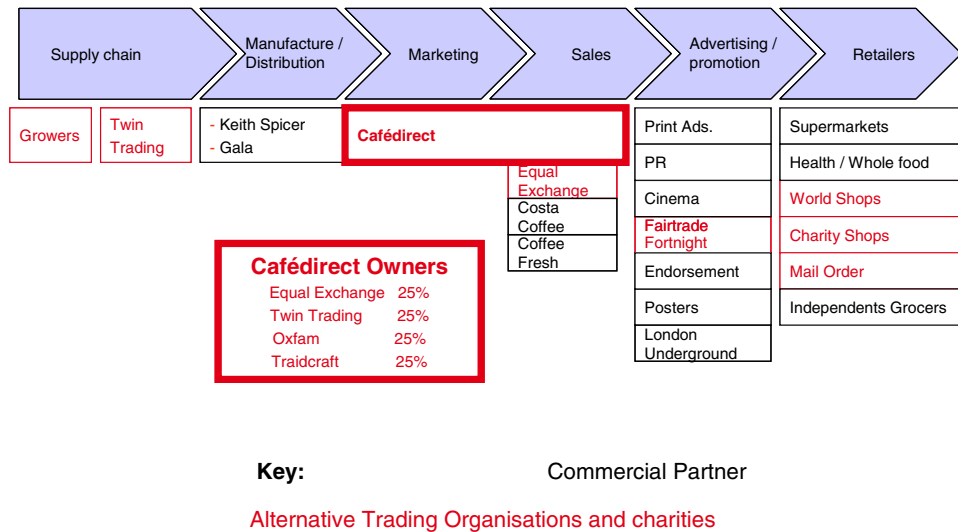 Supply chain
Manufacture /
Distribution
Marketing
Sales
Advertising /
promotion
Retailers
Growers
Twin
Trading
- Keith Spicer
- Gala
Cafédirect
Equal
Exchange
Costa
Coffee
Coffee
Fresh
Print Ads.
PR
Cinema
Fairtrade
Fortnight
Endorsement
Posters
London
Underground
Supermarkets
Health / Whole food
World Shops
Charity Shops
Mail Order
Independents Grocers
Cafédirect Owners
Equal Exchange 25%
Twin Trading 25%
Oxfam 25%
Traidcraft 25%
Key: Commercial Partner
Alternative Trading Organisations and charities